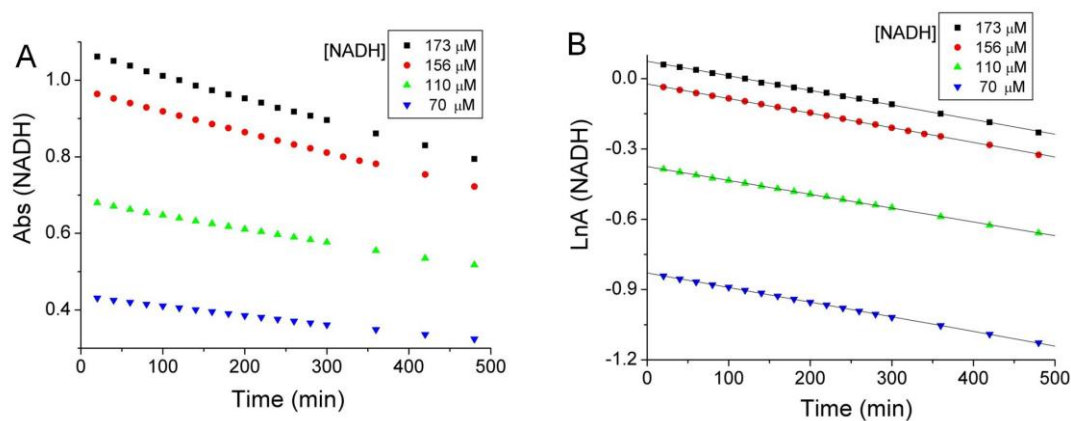 A
[NADH]
173 μM
156 μM
110 μM
70 μM
Abs (NADH)
1.0
0.8
0.6
0.4
0 100 200 300 400 500
Time (min)
B
[NADH]
173 μM
156 μM
110 μM
70 μM
LnA (NADH)
0.0
-0.3
-0.6
-0.9
-1.2
0 100 200 300 400 500
Time (min)